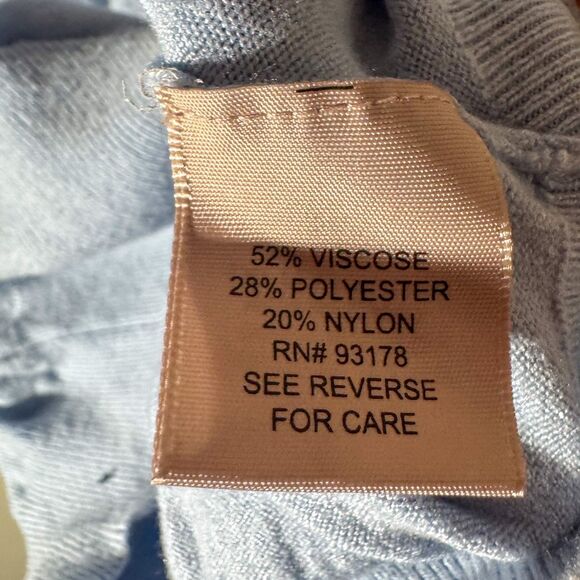 52% VISCOSE
28% POLYESTER
20% NYLON
RN# 93178
SEE REVERSE
FOR CARE